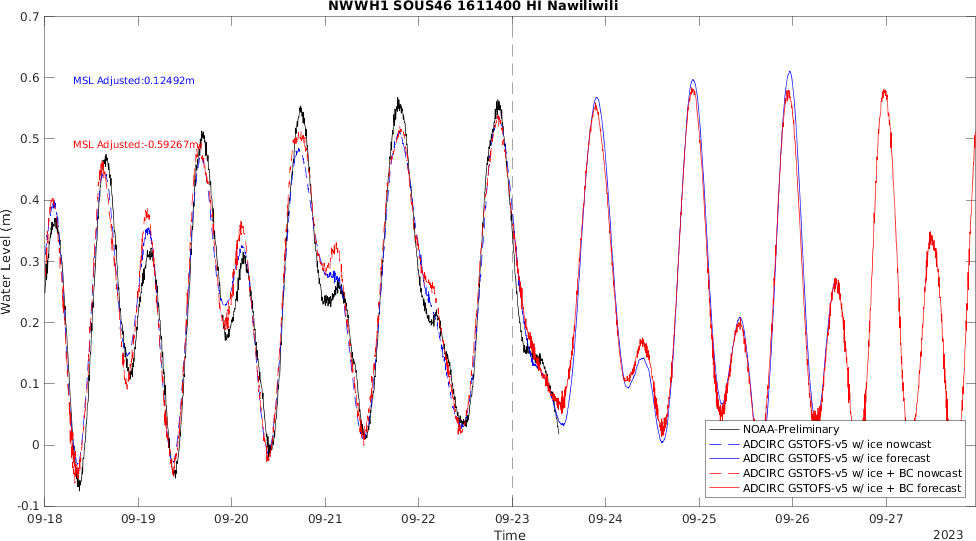 NWWH1 SOUS46 1611400 HI Nawiliwili
MSL Adjusted:0.12492m
MSL Adjusted:-0.59267m
Water Level (m)
0.7
0.6
0.5
0.4
0.3
0.2
0.1
0
-0.1
NOAA-Preliminary
ADCIRC GSTOFS-v5 w/ ice nowcast
ADCIRC GSTOFS-v5 w/ ice forecast
ADCIRC GSTOFS-v5 w/ ice + BC nowcast
ADCIRC GSTOFS-v5 w/ ice + BC forecast
09-18 09-19 09-20 09-21 09-22 09-23 09-24 09-25 09-26 09-27
Time
2023